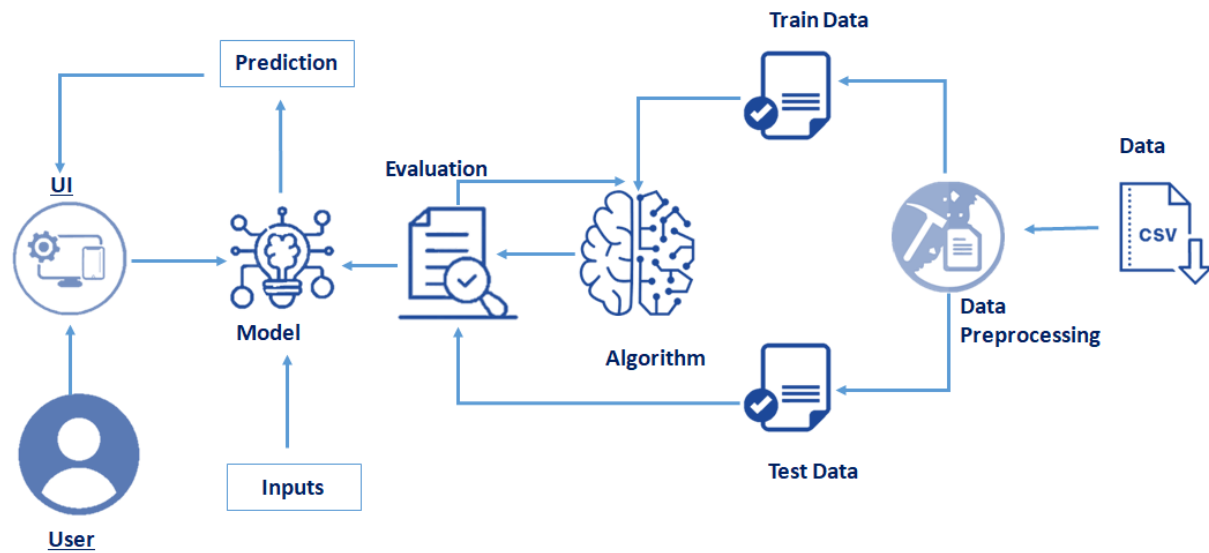 Train Data
Prediction
Evaluation
Data
UI
CSV
Model
Data
Preprocessing
Algorithm
Inputs
Test Data
User